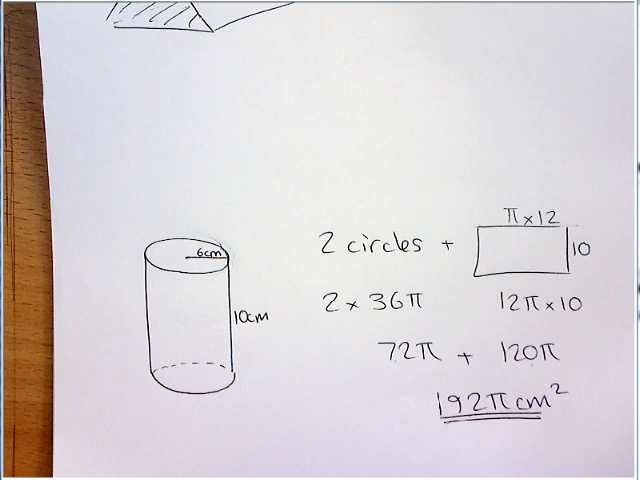 π×12
2 circles + 10
6cm
2 × 36π 12π×10
10cm
72π + 120π
192πcm²